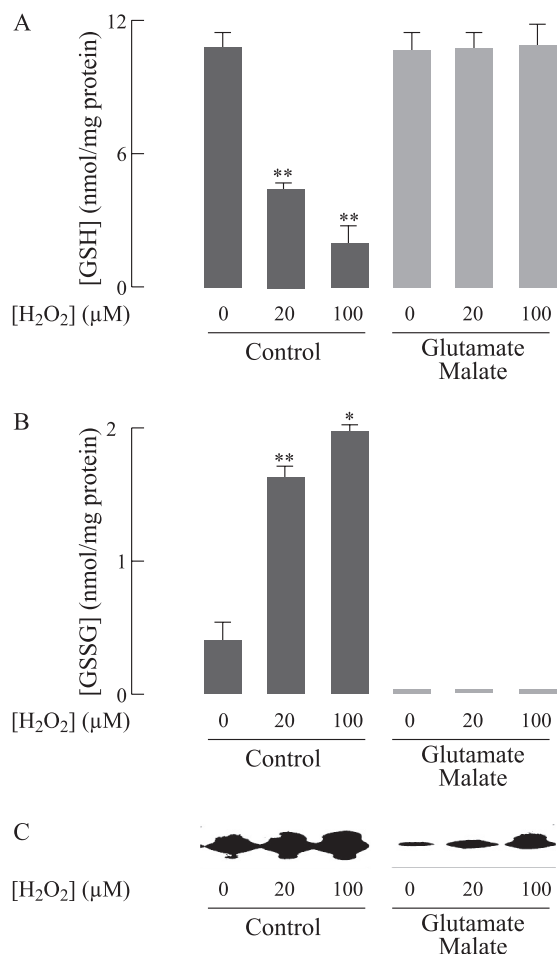 A
[GSH] (nmol/mg protein)
12
6
0
**
**
[H₂O₂] (µM)
0 20 100 0 20 100
Control
Glutamate
Malate
B
[GSSG] (nmol/mg protein)
2
1
0
**
*
[H₂O₂] (µM)
0 20 100 0 20 100
Control
Glutamate
Malate
C
[H₂O₂] (µM)
0 20 100 0 20 100
Control
Glutamate
Malate